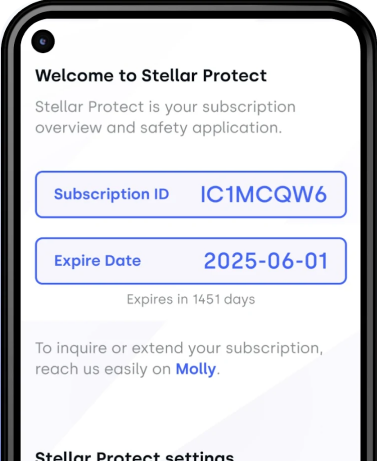 Welcome to Stellar Protect
Stellar Protect is your subscription
overview and safety application.
Subscription ID IC1MCQW6
Expire Date 2025-06-01
Expires in 1451 days
To inquire or extend your subscription,
reach us easily on Molly.
Stellar Protect settings